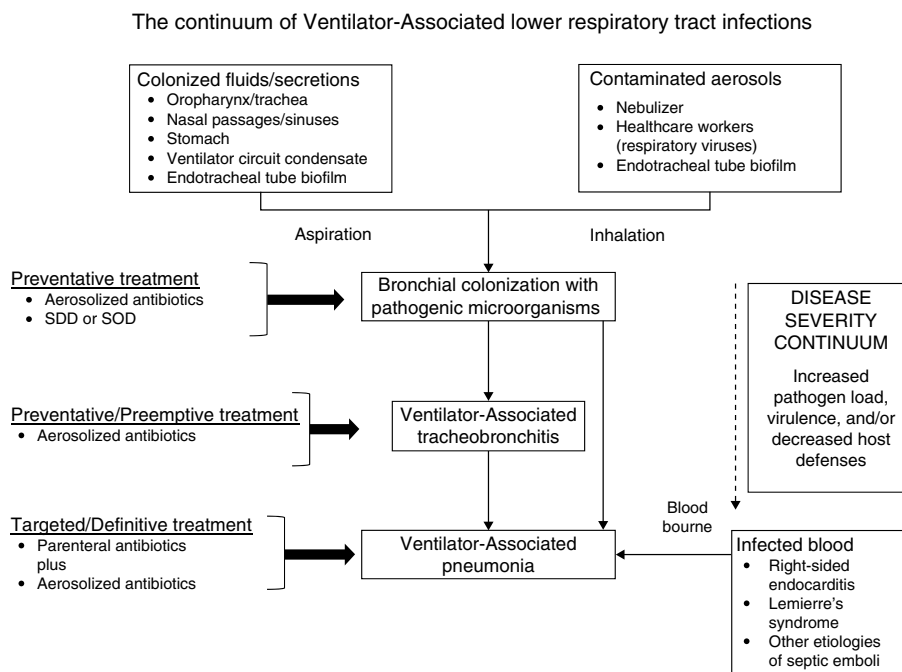 The continuum of Ventilator-Associated lower respiratory tract infections
Colonized fluids/secretions
• Oropharynx/trachea
• Nasal passages/sinuses
• Stomach
• Ventilator circuit condensate
• Endotracheal tube biofilm
Contaminated aerosols
• Nebulizer
• Healthcare workers
(respiratory viruses)
• Endotracheal tube biofilm
Aspiration
Inhalation
Preventative treatment
• Aerosolized antibiotics
• SDD or SOD
Bronchial colonization with
pathogenic microorganisms
DISEASE
SEVERITY
CONTINUUM
Increased
pathogen load,
virulence, and/or
decreased host
defenses
Preventative/Preemptive treatment
• Aerosolized antibiotics
Ventilator-Associated
tracheobronchitis
Targeted/Definitive treatment
• Parenteral antibiotics
plus
• Aerosolized antibiotics
Ventilator-Associated
pneumonia
Blood
bourne
Infected blood
• Right-sided
endocarditis
• Lemierre's
syndrome
• Other etiologies
of septic emboli